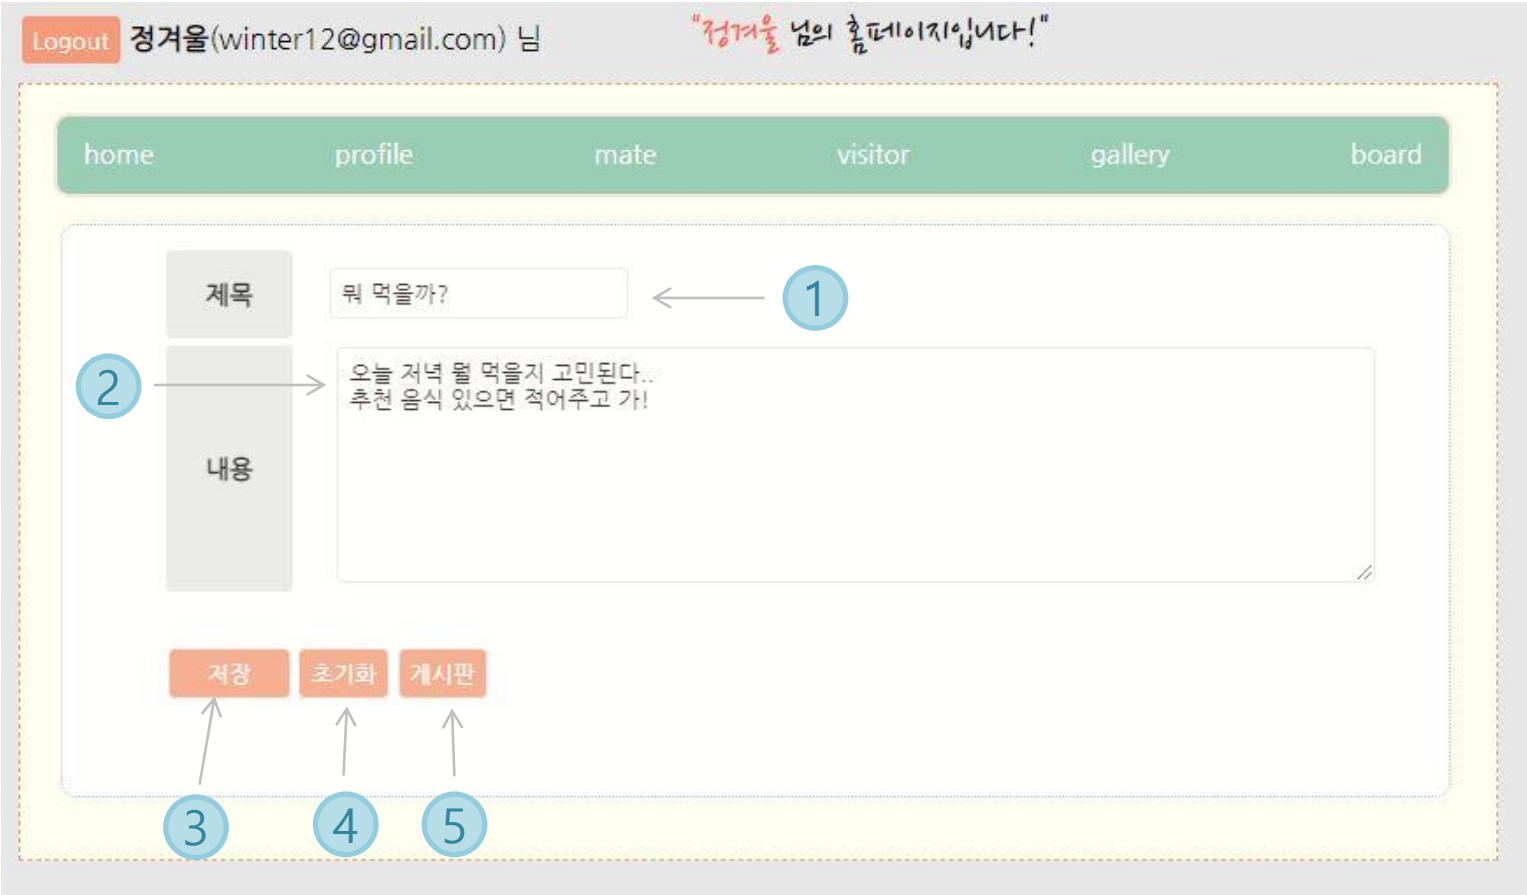 Logout 정겨울(winter12@gmail.com) 님
"정겨울 님의 홈페이지입니다!"
home profile mate visitor gallery board
제목 뭐 먹을까?
1
2
오늘 저녁 뭘 먹을지 고민된다..
추천 음식 있으면 적어주고 가!
내용
저장 초기화 게시판
3 4 5